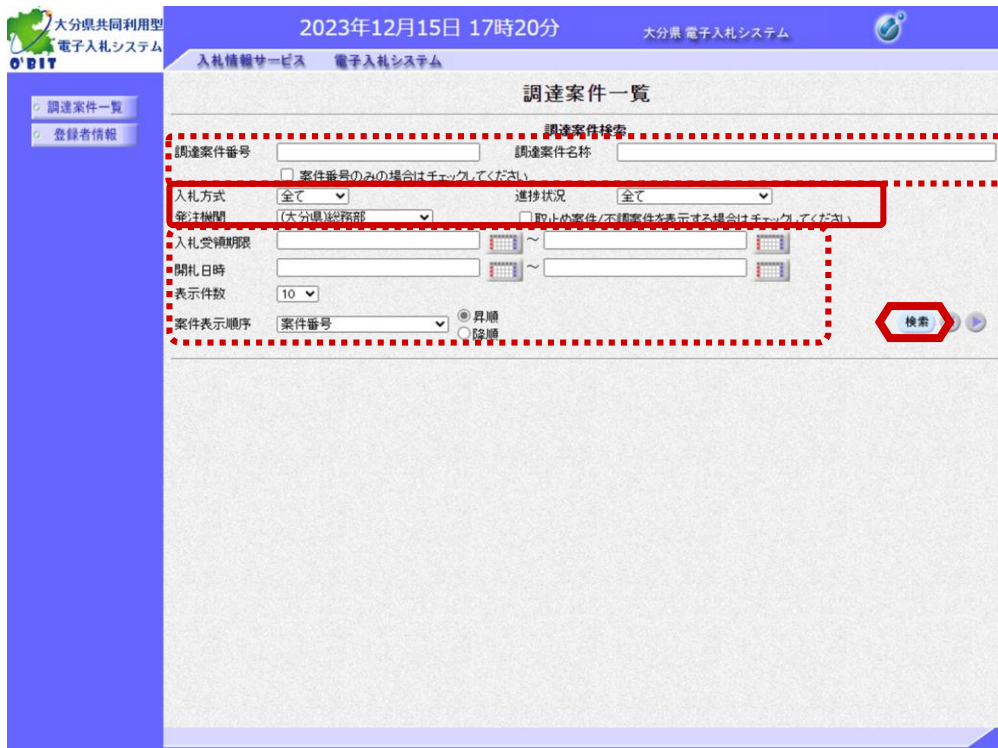 大分県共同利用型
電子入札システム
O'BIT
2023年12月15日 17時20分
大分県 電子入札システム
入札情報サービス 電子入札システム
調達案件一覧
登録者情報
調達案件一覧
調達案件検索
調達案件番号 調達案件名称
案件番号のみの場合はチェックしてください
入札方式 全て 進捗状況 全て
発注機関 (大分県)総務部 取止め案件/不調案件を表示する場合はチェックしてください
入札受領期限 ～
開札日時 ～
表示件数 10
案件表示順序 案件番号 昇順
降順
検索